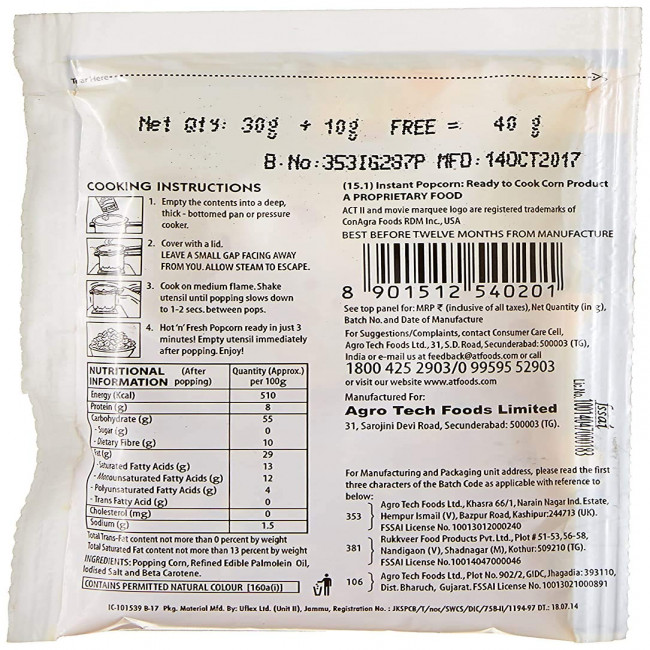 Tear Here
Net Qty: 30g + 10g FREE = 40 g
B.No:353I6287P MFD:14OCT2017
COOKING INSTRUCTIONS
1. Empty the contents into a deep,
thick - bottomed pan or pressure
cooker.
2. Cover with a lid.
LEAVE A SMALL GAP FACING AWAY
FROM YOU. ALLOW STEAM TO ESCAPE.
3. Cook on medium flame. Shake
utensil until popping slows down
to 1-2 secs. between pops.
4. Hot 'n' Fresh Popcorn ready in just 3
minutes! Empty utensil immediately
after popping. Enjoy!
NUTRITIONAL (After Quantity (Approx.)
INFORMATION popping) per 100g
Energy (Kcal) 510
Protein (g) 8
Carbohydrate (g) 55
- Sugar (g) 0
- Dietary Fibre (g) 10
Fat (g) 29
- Saturated Fatty Acids (g) 13
- Monounsaturated Fatty Acids (g) 12
- Polyunsaturated Fatty Acids (g) 4
- Trans Fatty Acid (g) 0
Cholesterol (mg) 0
Sodium (g) 1.5
Total Trans-Fat content not more than 0 percent by weight
Total Saturated Fat content not more than 13 percent by weight
INGREDIENTS: Popping Corn, Refined Edible Palmolein Oil,
Iodised Salt and Beta Carotene.
CONTAINS PERMITTED NATURAL COLOUR [160a(i)]
(15.1) Instant Popcorn: Ready to Cook Corn Product
A PROPRIETARY FOOD
ACT II and movie marquee logo are registered trademarks of
ConAgra Foods RDM Inc., USA
BEST BEFORE TWELVE MONTHS FROM MANUFACTURE
8 901512 540201
See top panel for: MRP ₹ (inclusive of all taxes), Net Quantity (in g),
Batch No. and Date of Manufacture
For Suggestions/Complaints, contact Consumer Care Cell,
Agro Tech Foods Ltd., 31, S.D. Road, Secunderabad: 500003 (TG),
India or e-mail us at feedback@atfoods.com or call
1800 425 2903/0 99595 52903
or visit our website www.atfoods.com
Manufactured For:
Agro Tech Foods Limited
31, Sarojini Devi Road, Secunderabad: 500003 (TG).
fssai
Lic. No. 10014047000183
For Manufacturing and Packaging unit address, please read the first
three characters of the Batch Code as applicable with reference to
below:
353 } Agro Tech Foods Ltd., Khasra 66/1, Narain Nagar Ind. Estate,
Hempur Ismail (V), Bazpur Road, Kashipur:244713 (UK).
FSSAI License No. 10013012000240
381 } Rukkveer Food Products Pvt. Ltd., Plot # 51-53,56-58,
Nandigaon (V), Shadnagar (M), Kothur: 509210 (TG).
FSSAI License No. 10014047000046
106 } Agro Tech Foods Ltd., Plot No. 902/2, GIDC, Jhagadia: 393110,
Dist. Bharuch, Gujarat. FSSAI License No. 10013021000891
IC-101539 B-17 Pkg. Material Mfd. By: Uflex Ltd. (Unit II), Jammu, Registration No. : JKSPCB/T/noc/SWCS/DIC/758-II/1194-97 DT.: 18.07.14